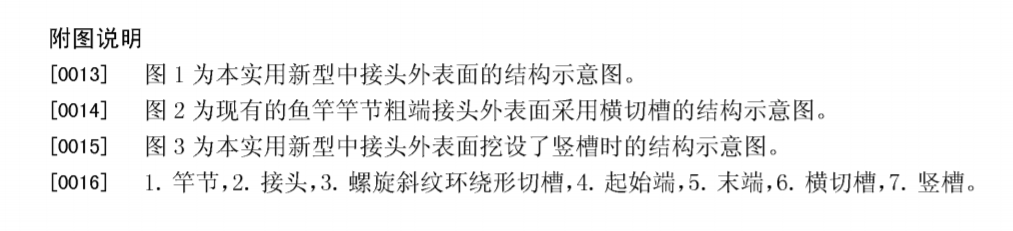 附图说明
[0013] 图 1 为本实用新型中接头外表面的结构示意图。
[0014] 图 2 为现有的鱼竿竿节粗端接头外表面采用横切槽的结构示意图。
[0015] 图 3 为本实用新型中接头外表面挖设了竖槽时的结构示意图。
[0016] 1. 竿节,2. 接头,3. 螺旋斜纹环绕形切槽,4. 起始端,5. 末端,6. 横切槽,7. 竖槽。